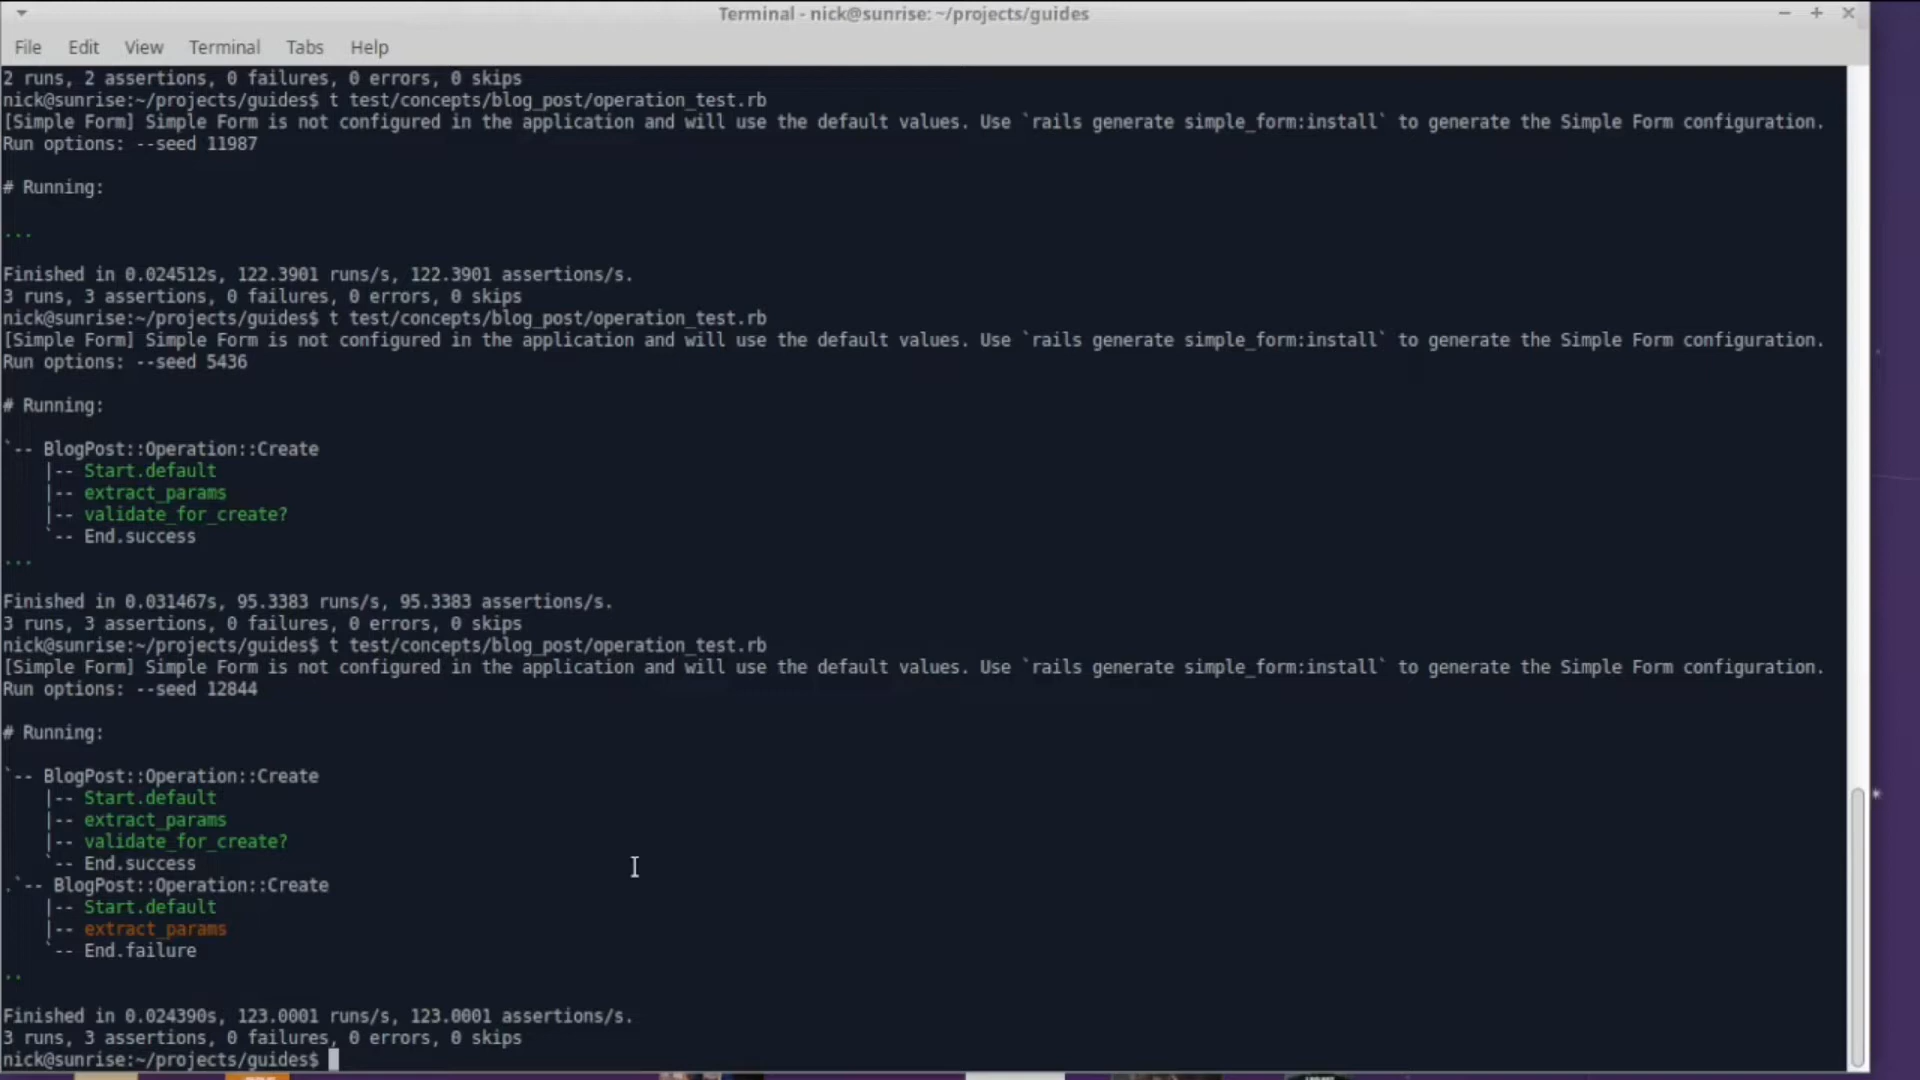 Terminal - nick@sunrise: ~/projects/guides
File Edit View Terminal Tabs Help
2 runs, 2 assertions, 0 failures, 0 errors, 0 skips
nick@sunrise:~/projects/guides$ t test/concepts/blog_post/operation_test.rb
[Simple Form] Simple Form is not configured in the application and will use the default values. Use `rails generate simple_form:install` to generate the Simple Form configuration.
Run options: --seed 11987
# Running:
...
Finished in 0.024512s, 122.3901 runs/s, 122.3901 assertions/s.
3 runs, 3 assertions, 0 failures, 0 errors, 0 skips
nick@sunrise:~/projects/guides$ t test/concepts/blog_post/operation_test.rb
[Simple Form] Simple Form is not configured in the application and will use the default values. Use `rails generate simple_form:install` to generate the Simple Form configuration.
Run options: --seed 5436
# Running:
`-- BlogPost::Operation::Create
    |-- Start.default
    |-- extract_params
    |-- validate_for_create?
    `-- End.success
...
Finished in 0.031467s, 95.3383 runs/s, 95.3383 assertions/s.
3 runs, 3 assertions, 0 failures, 0 errors, 0 skips
nick@sunrise:~/projects/guides$ t test/concepts/blog_post/operation_test.rb
[Simple Form] Simple Form is not configured in the application and will use the default values. Use `rails generate simple_form:install` to generate the Simple Form configuration.
Run options: --seed 12844
# Running:
`-- BlogPost::Operation::Create
    |-- Start.default
    |-- extract_params
    |-- validate_for_create?
    `-- End.success
.`-- BlogPost::Operation::Create
    |-- Start.default
    |-- extract_params
    `-- End.failure
..
Finished in 0.024390s, 123.0001 runs/s, 123.0001 assertions/s.
3 runs, 3 assertions, 0 failures, 0 errors, 0 skips
nick@sunrise:~/projects/guides$